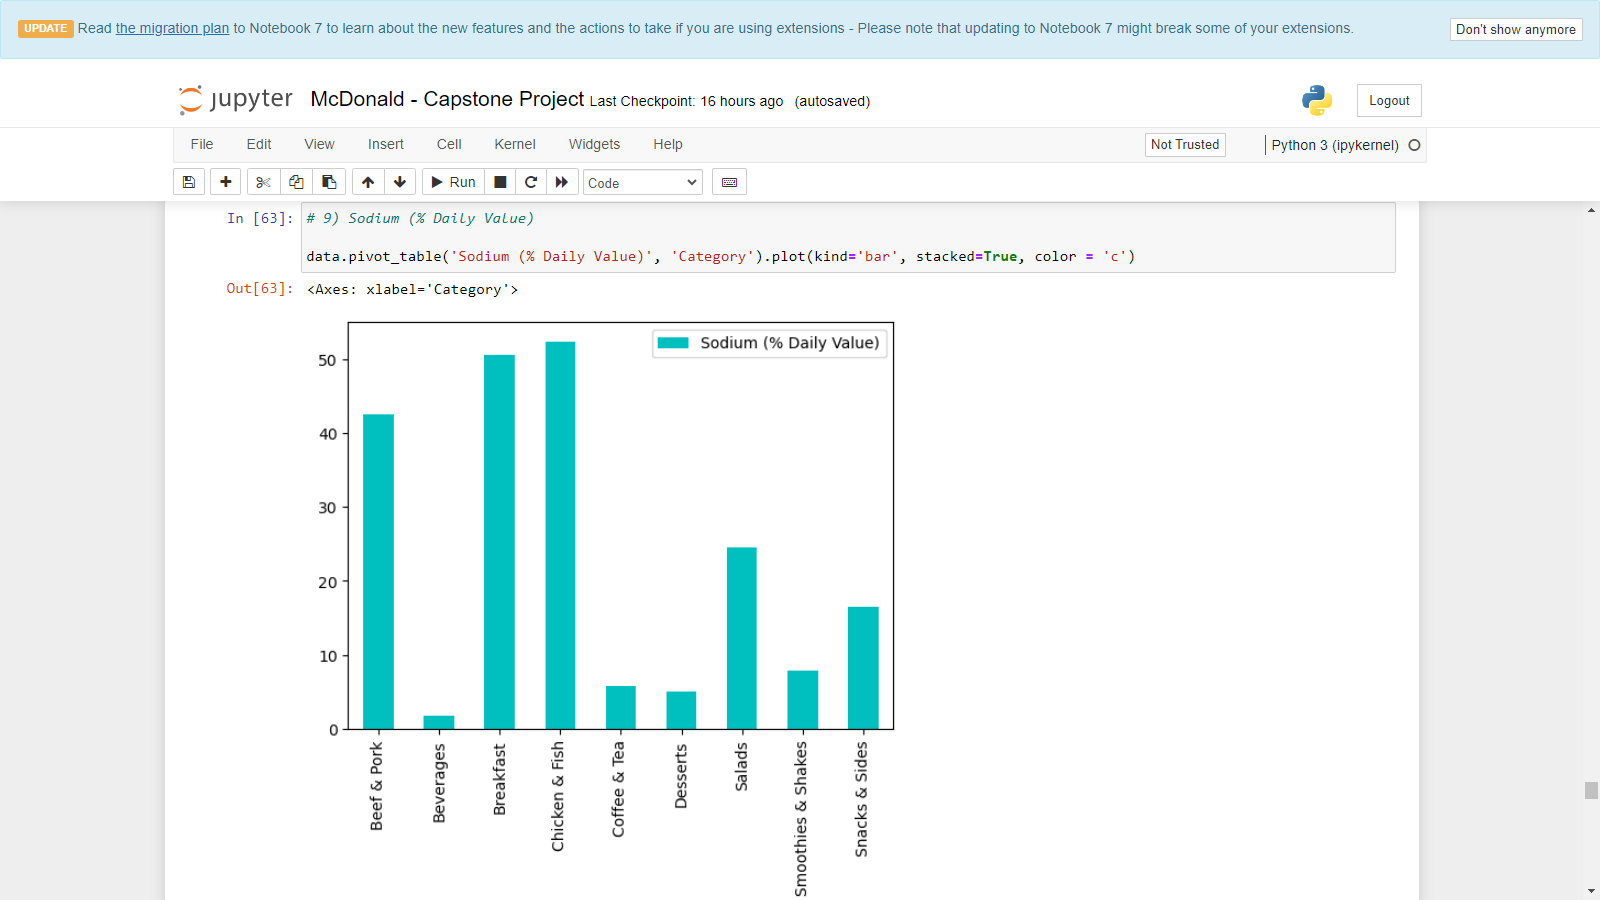 UPDATE Read the migration plan to Notebook 7 to learn about the new features and the actions to take if you are using extensions - Please note that updating to Notebook 7 might break some of your extensions. Don't show anymore
jupyter McDonald - Capstone Project Last Checkpoint: 16 hours ago (autosaved) Logout
File Edit View Insert Cell Kernel Widgets Help Not Trusted Python 3 (ipykernel)
Run Code
In [63]: # 9) Sodium (% Daily Value)
data.pivot_table('Sodium (% Daily Value)', 'Category').plot(kind='bar', stacked=True, color = 'c')
Out[63]: <Axes: xlabel='Category'>
Sodium (% Daily Value)
50
40
30
20
10
0
Beef & Pork
Beverages
Breakfast
Chicken & Fish
Coffee & Tea
Desserts
Salads
Smoothies & Shakes
Snacks & Sides